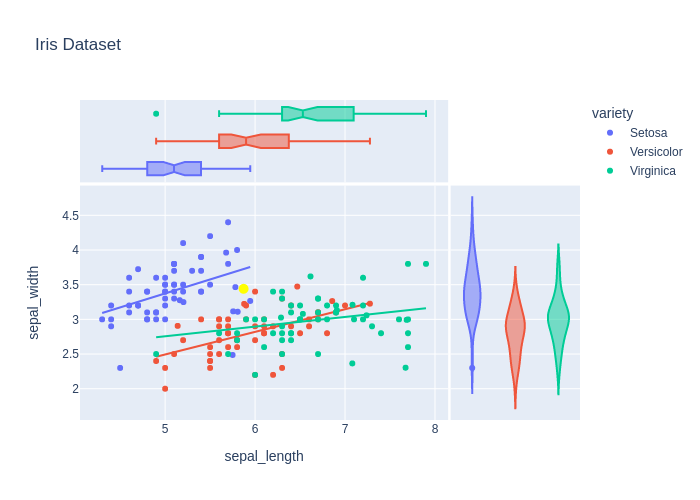 Iris Dataset
variety
Setosa
Versicolor
Virginica
4.5
4
3.5
3
2.5
2
sepal_width
5
6
7
8
sepal_length